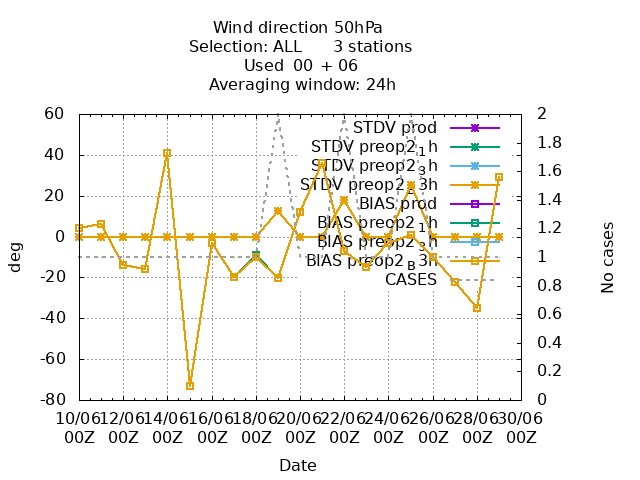 Wind direction 50hPa
Selection: ALL 3 stations
Used 00 + 06
Averaging window: 24h
60
40
20
0
-20
-40
-60
-80
deg
2
1.8
1.6
1.4
1.2
1
0.8
0.6
0.4
0.2
0
No cases
STDV prod
STDV preop2_1h
STDV preop2_3h
STDV preop2_B_3h
BIAS prod
BIAS preop2_1h
BIAS preop2_3h
BIAS preop2_B_3h
CASES
10/06 12/06 14/06 16/06 18/06 20/06 22/06 24/06 26/06 28/06 30/06
00Z 00Z 00Z 00Z 00Z 00Z 00Z 00Z 00Z 00Z 00Z
Date